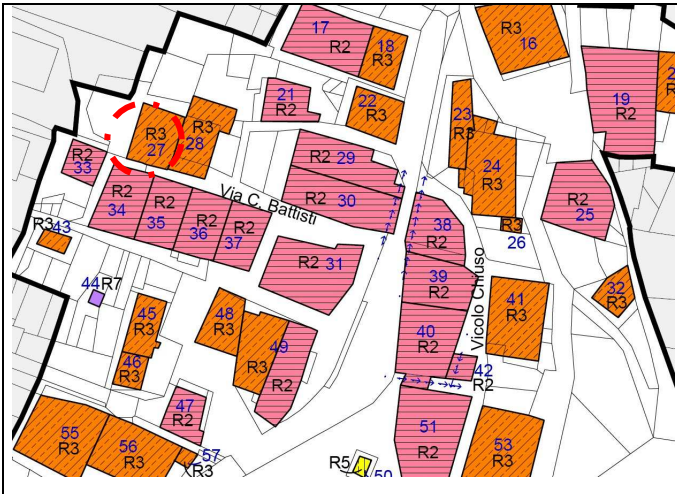 17
R2
18
R3
R3
16
19
R2
2
R3
21
R2
22
R3
23
R3
R3
27
R3
28
R2
33
R2 29
24
R3
R2 30
R2
34
R2
35
R2
36
R2
37
Via C. Battisti
38
R2
R2
25
26
R3
43
R2 31
39
R2
Vicolo Chiuso
41
R3
32
R3
44
R7
45
R3
48
R3
R3
49
R2
40
R2
46
R3
42
R2
47
R2
51
R2
55
R3
56
R3
57
R3
R5
50
53
R3